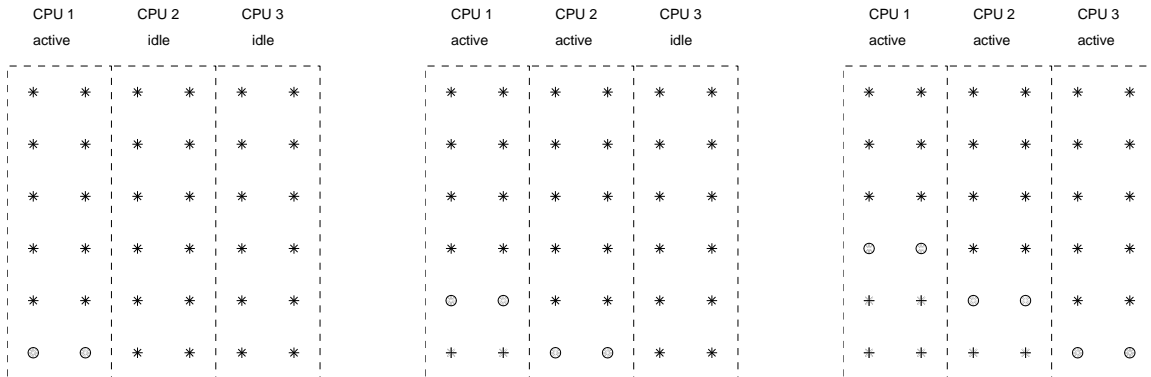 CPU 1 CPU 2 CPU 3 CPU 1 CPU 2 CPU 3 CPU 1 CPU 2 CPU 3
active idle idle active active idle active active active